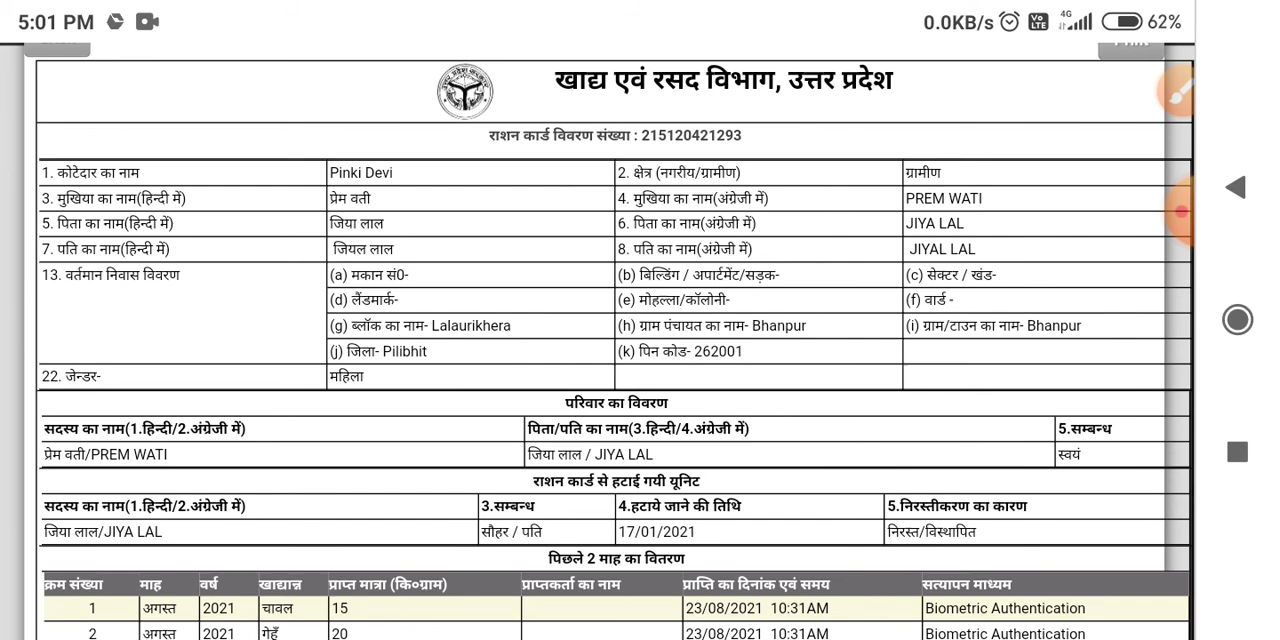 5:01 PM 0.0KB/s Vo LTE 4G 62%
खाद्य एवं रसद विभाग, उत्तर प्रदेश
राशन कार्ड विवरण संख्या : 215120421293
1. कोटेदार का नाम Pinki Devi 2. क्षेत्र (नगरीय/ग्रामीण) ग्रामीण
3. मुखिया का नाम(हिन्दी में) प्रेम वती 4. मुखिया का नाम(अंग्रेजी में) PREM WATI
5. पिता का नाम(हिन्दी में) जिया लाल 6. पिता का नाम(अंग्रेजी में) JIYA LAL
7. पति का नाम(हिन्दी में) जियल लाल 8. पति का नाम(अंग्रेजी में) JIYAL LAL
13. वर्तमान निवास विवरण (a) मकान सं0- (b) बिल्डिंग / अपार्टमेंट/सड़क- (c) सेक्टर / खंड-
(d) लैंडमार्क- (e) मोहल्ला/कॉलोनी- (f) वार्ड -
(g) ब्लॉक का नाम- Lalaurikhera (h) ग्राम पंचायत का नाम- Bhanpur (i) ग्राम/टाउन का नाम- Bhanpur
(j) जिला- Pilibhit (k) पिन कोड- 262001
22. जेन्डर- महिला
परिवार का विवरण
सदस्य का नाम(1.हिन्दी/2.अंग्रेजी में) पिता/पति का नाम(3.हिन्दी/4.अंग्रेजी में) 5.सम्बन्ध
प्रेम वती/PREM WATI जिया लाल / JIYA LAL स्वयं
राशन कार्ड से हटाई गयी यूनिट
सदस्य का नाम(1.हिन्दी/2.अंग्रेजी में) 3.सम्बन्ध 4.हटाये जाने की तिथि 5.निरस्तीकरण का कारण
जिया लाल/JIYA LAL सौहर / पति 17/01/2021 निरस्त/विस्थापित
पिछले 2 माह का वितरण
क्रम संख्या माह वर्ष खाद्यान्न प्राप्त मात्रा (कि०ग्राम) प्राप्तकर्ता का नाम प्राप्ति का दिनांक एवं समय सत्यापन माध्यम
1 अगस्त 2021 चावल 15 23/08/2021 10:31AM Biometric Authentication
2 अगस्त 2021 गेहूँ 20 23/08/2021 10:31AM Biometric Authentication